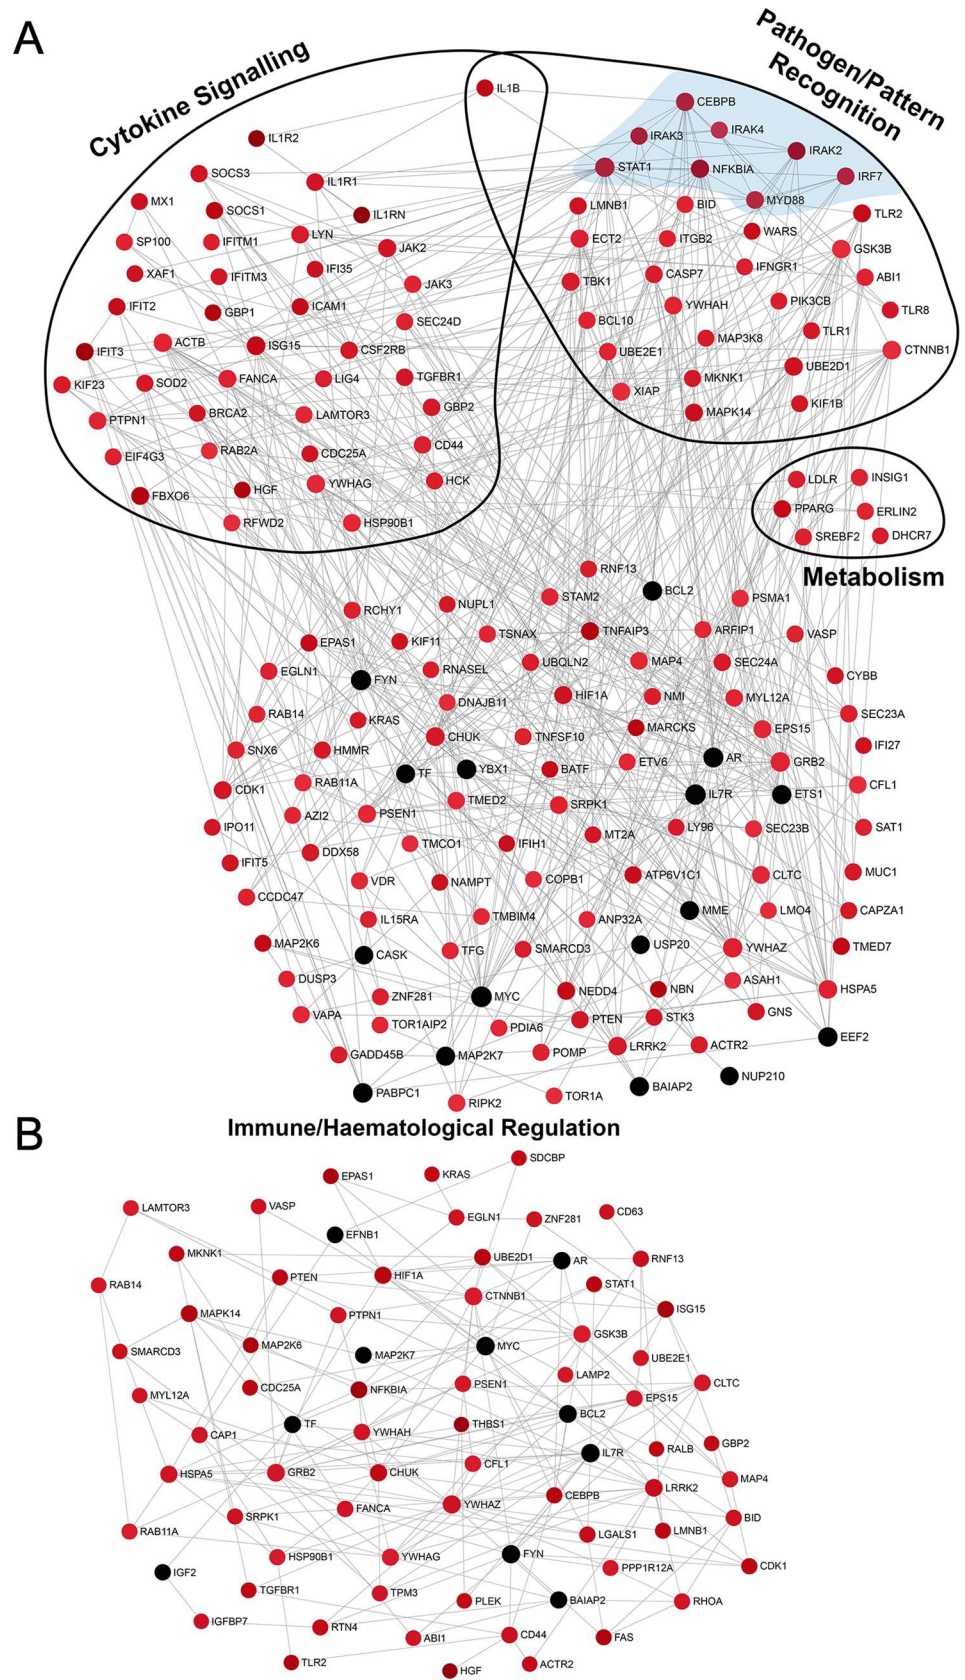 A
Cytokine Signalling
Pathogen/Pattern
Recognition
IL1B
CEBPB
IL1R2
IRAK3
IRAK4
IRAK2
SOCS3
IL1R1
STAT1
NFKBIA
IRF7
MX1
SOCS1
IL1RN
LMNB1
BID
MYD88
TLR2
SP100
IFITM1
LYN
JAK2
ECT2
ITGB2
WARS
GSK3B
XAF1
IFITM3
IFI35
JAK3
TBK1
CASP7
IFNGR1
ABI1
IFIT2
GBP1
ICAM1
SEC24D
BCL10
YWHAH
PIK3CB
TLR8
IFIT3
ACTB
ISG15
CSF2RB
UBE2E1
MAP3K8
TLR1
CTNNB1
KIF23
SOD2
FANCA
LIG4
TGFBR1
XIAP
MKNK1
UBE2D1
PTPN1
BRCA2
LAMTOR3
GBP2
MAPK14
KIF1B
EIF4G3
RAB2A
CDC25A
CD44
FBXO6
HGF
YWHAG
HCK
LDLR
INSIG1
RFWD2
HSP90B1
PPARG
ERLIN2
SREBF2
DHCR7
Metabolism
RNF13
RCHY1
NUPL1
STAM2
BCL2
PSMA1
EPAS1
KIF11
TSNAX
TNFAIP3
ARFIP1
VASP
EGLN1
FYN
RNASEL
UBQLN2
MAP4
SEC24A
CYBB
RAB14
KRAS
DNAJB11
HIF1A
NMI
MYL12A
SEC23A
SNX6
HMMR
CHUK
TNFSF10
MARCKS
EPS15
IFI27
CDK1
RAB11A
TF
YBX1
BATF
ETV6
AR
GRB2
CFL1
IPO11
AZI2
PSEN1
TMED2
SRPK1
IL7R
ETS1
SAT1
IFIT5
DDX58
TMCO1
IFIH1
MT2A
LY96
SEC23B
MUC1
CCDC47
VDR
NAMPT
COPB1
ATP6V1C1
CLTC
CAPZA1
MAP2K6
IL15RA
TMBIM4
ANP32A
MME
LMO4
TMED7
DUSP3
CASK
TFG
SMARCD3
USP20
YWHAZ
HSPA5
VAPA
ZNF281
MYC
NEDD4
NBN
ASAH1
GNS
TOR1AIP2
PDIA6
PTEN
STK3
EEF2
GADD45B
MAP2K7
POMP
LRRK2
ACTR2
PABPC1
RIPK2
TOR1A
BAIAP2
NUP210
B
Immune/Haematological Regulation
SDCBP
EPAS1
KRAS
LAMTOR3
VASP
EGLN1
ZNF281
CD63
EFNB1
MKNK1
UBE2D1
AR
RNF13
RAB14
PTEN
HIF1A
CTNNB1
STAT1
ISG15
MAPK14
PTPN1
GSK3B
SMARCD3
MAP2K6
MAP2K7
MYC
UBE2E1
MYL12A
CDC25A
NFKBIA
PSEN1
LAMP2
CLTC
EPS15
CAP1
TF
YWHAH
THBS1
BCL2
GBP2
HSPA5
GRB2
CHUK
CFL1
IL7R
RALB
MAP4
SRPK1
FANCA
YWHAZ
CEBPB
LRRK2
BID
RAB11A
LGALS1
LMNB1
IGF2
HSP90B1
YWHAG
FYN
PPP1R12A
CDK1
TGFBR1
TPM3
PLEK
BAIAP2
RHOA
IGFBP7
RTN4
ABI1
CD44
FAS
TLR2
HGF
ACTR2